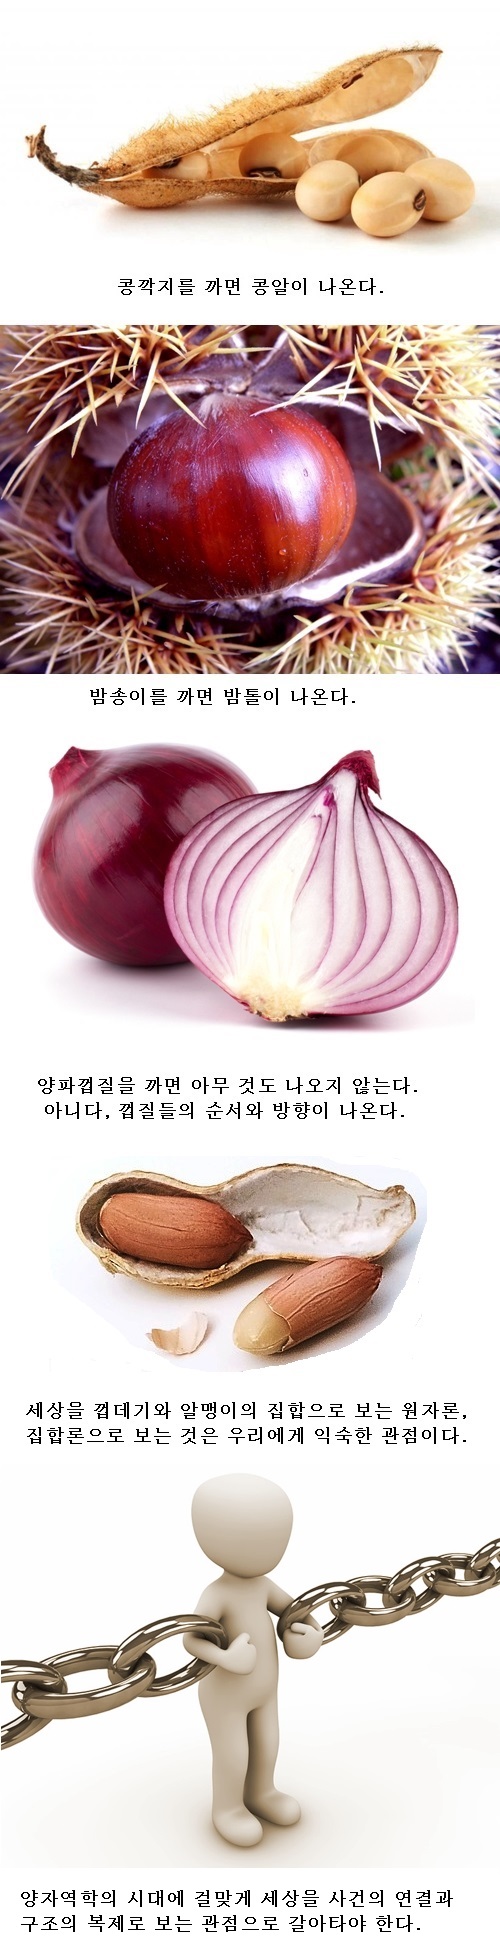 콩깍지를 까면 콩알이 나온다.
밤송이를 까면 밤톨이 나온다.
양파껍질을 까면 아무 것도 나오지 않는다.
아니다, 껍질들의 순서와 방향이 나온다.
세상을 껍데기와 알맹이의 집합으로 보는 원자론,
집합론으로 보는 것은 우리에게 익숙한 관점이다.
양자역학의 시대에 걸맞게 세상을 사건의 연결과
구조의 복제로 보는 관점으로 갈아타야 한다.